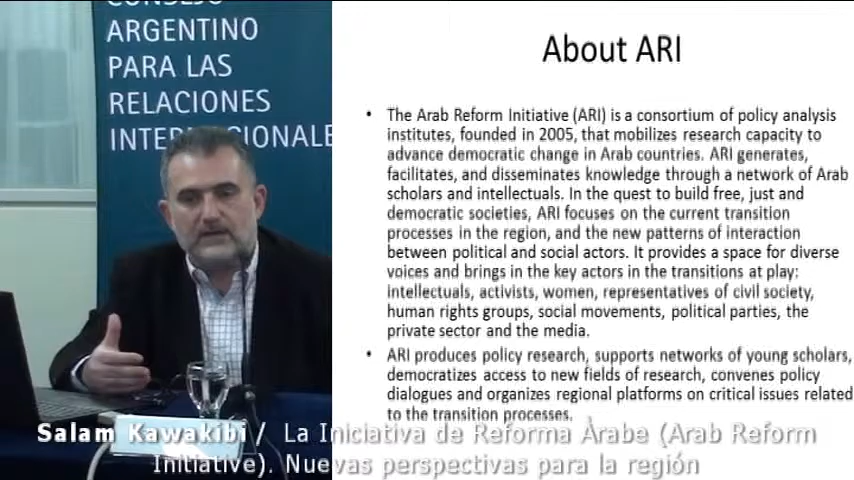 CONSEJO
ARGENTINO
PARA LAS
RELACIONES
INTERNACIONALE
About ARI
• The Arab Reform Initiative (ARI) is a consortium of policy analysis
institutes, founded in 2005, that mobilizes research capacity to
advance democratic change in Arab countries. ARI generates,
facilitates, and disseminates knowledge through a network of Arab
scholars and intellectuals. In the quest to build free, just and
democratic societies, ARI focuses on the current transition
processes in the region, and the new patterns of interaction
between political and social actors. It provides a space for diverse
voices and brings in the key actors in the transitions at play:
intellectuals, activists, women, representatives of civil society,
human rights groups, social movements, political parties, the
private sector and the media.
• ARI produces policy research, supports networks of young scholars,
democratizes access to new fields of research, convenes policy
dialogues and organizes regional platforms on critical issues related
to the transition processes.
Salam Kawakibi / La Iniciativa de Reforma Árabe (Arab Reform
Initiative). Nuevas perspectivas para la región